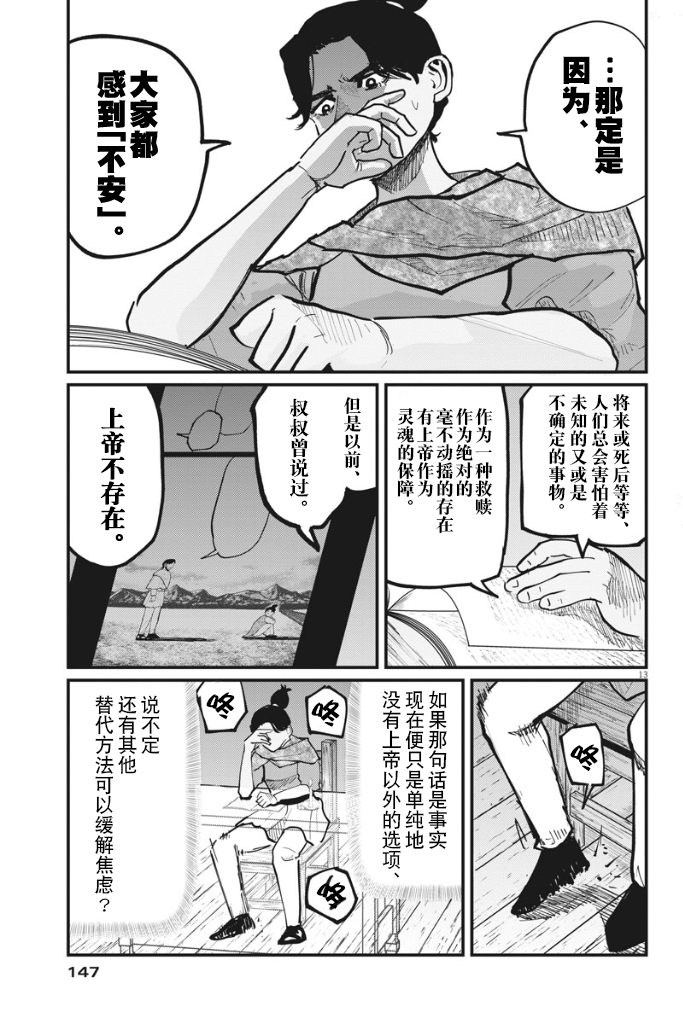 …那定是
因为、
大家都
感到「不安」。
将来或死后等等、
人们总会害怕着
未知的又或是
不确定的事物。
作为一种救赎
作为绝对的
毫不动摇的存在
有上帝作为
灵魂的保障。
但是以前、
叔叔曾说过。
上帝不存在。
13
咚
如果那句话是事实
现在便只是单纯地
没有上帝以外的选项、
咚
咚
咚
说不定
还有其他
替代方法可以缓解焦虑？
147